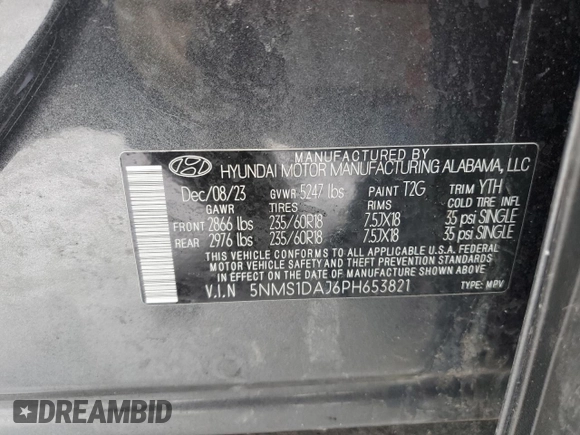 MANUFACTURED BY
HYUNDAI MOTOR MANUFACTURING ALABAMA, LLC
Dec/08/23 GVWR 5247 lbs PAINT T2G TRIM YTH
GAWR TIRES RIMS COLD TIRE INFL
FRONT 2866 lbs 235/60R18 7.5JX18 35 psi SINGLE
REAR 2976 lbs 235/60R18 7.5JX18 35 psi SINGLE
THIS VEHICLE CONFORMS TO ALL APPLICABLE U.S.A. FEDERAL
MOTOR VEHICLE SAFETY AND THEFT PREVENTION STANDARDS
IN EFFECT ON THE DATE OF MANUFACTURE SHOWN ABOVE.
V.I.N 5NMS1DAJ6PH653821 TYPE: MPV
DREAMBID